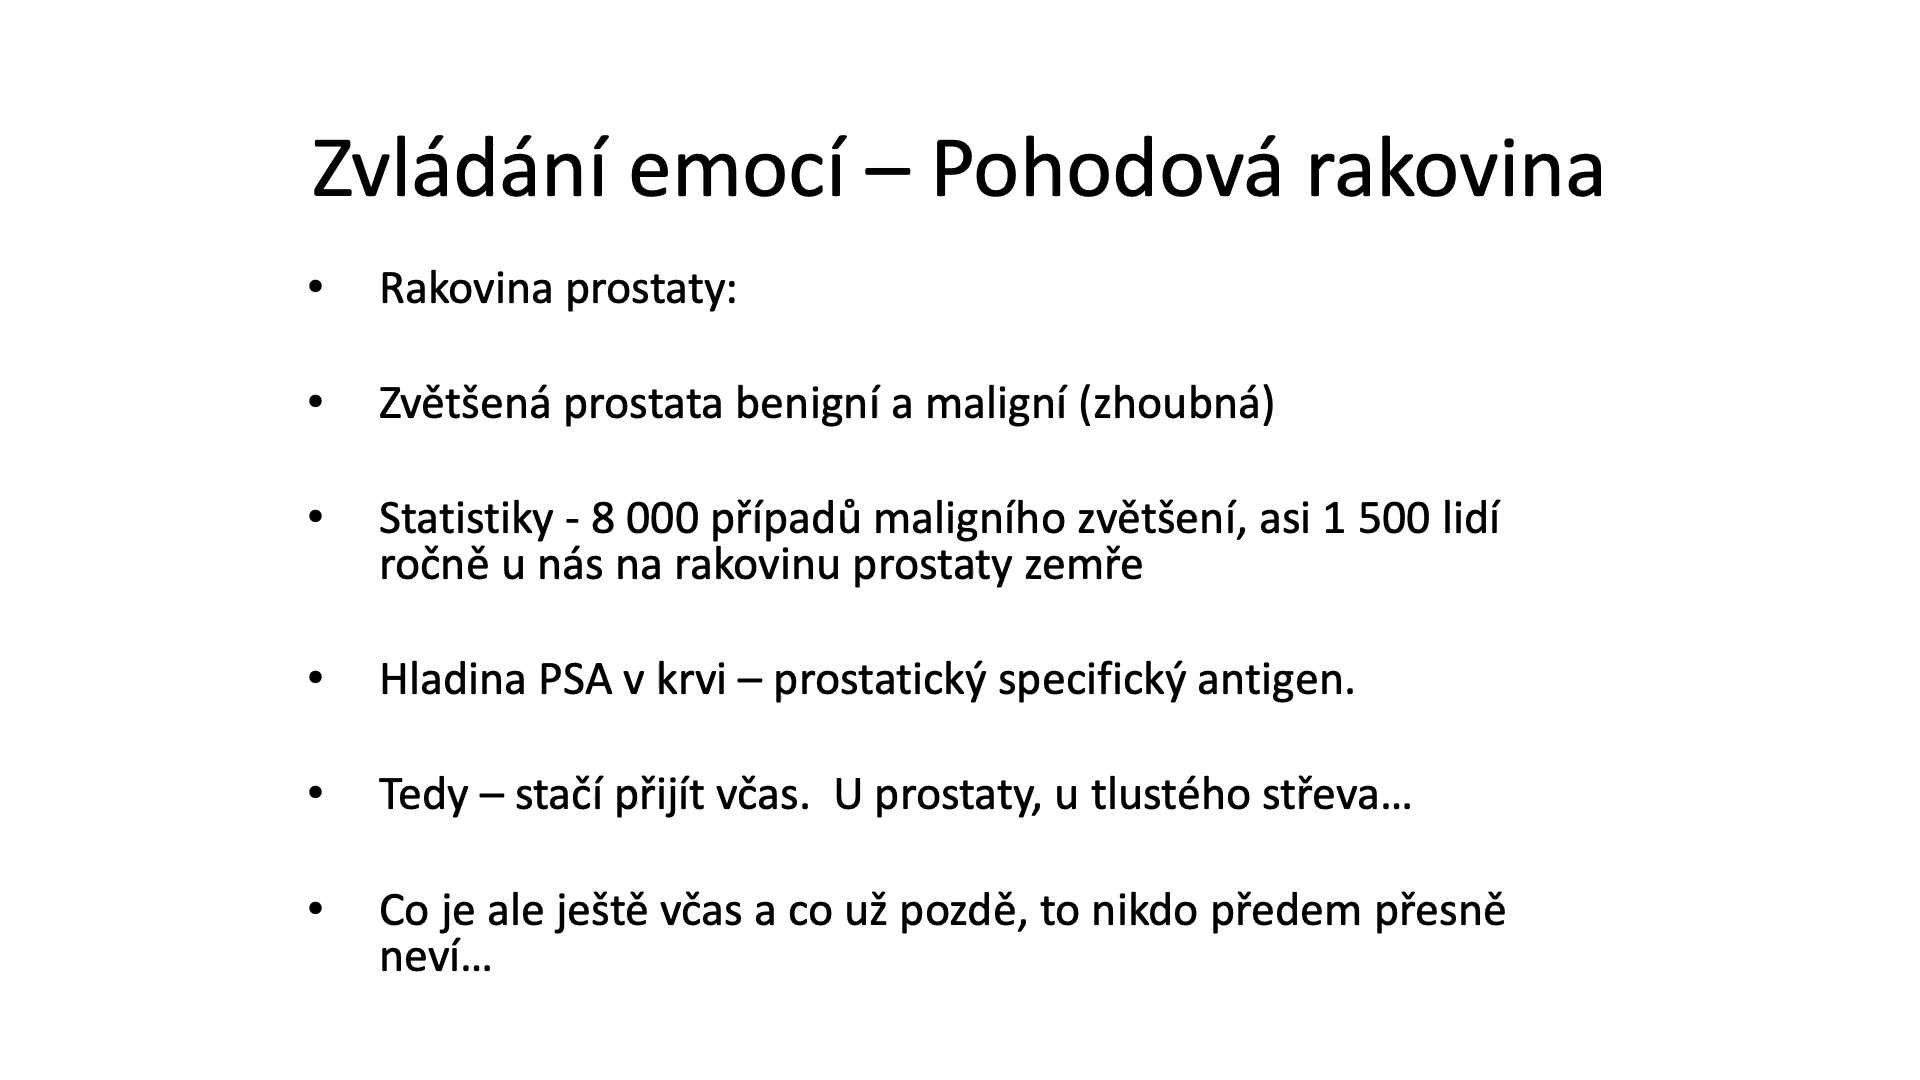 Zvládání emocí – Pohodová rakovina
• Rakovina prostaty:
• Zvětšená prostata benigní a maligní (zhoubná)
• Statistiky - 8 000 případů maligního zvětšení, asi 1 500 lidí
ročně u nás na rakovinu prostaty zemře
• Hladina PSA v krvi – prostatický specifický antigen.
• Tedy – stačí přijít včas.  U prostaty, u tlustého střeva…
• Co je ale ještě včas a co už pozdě, to nikdo předem přesně
neví…